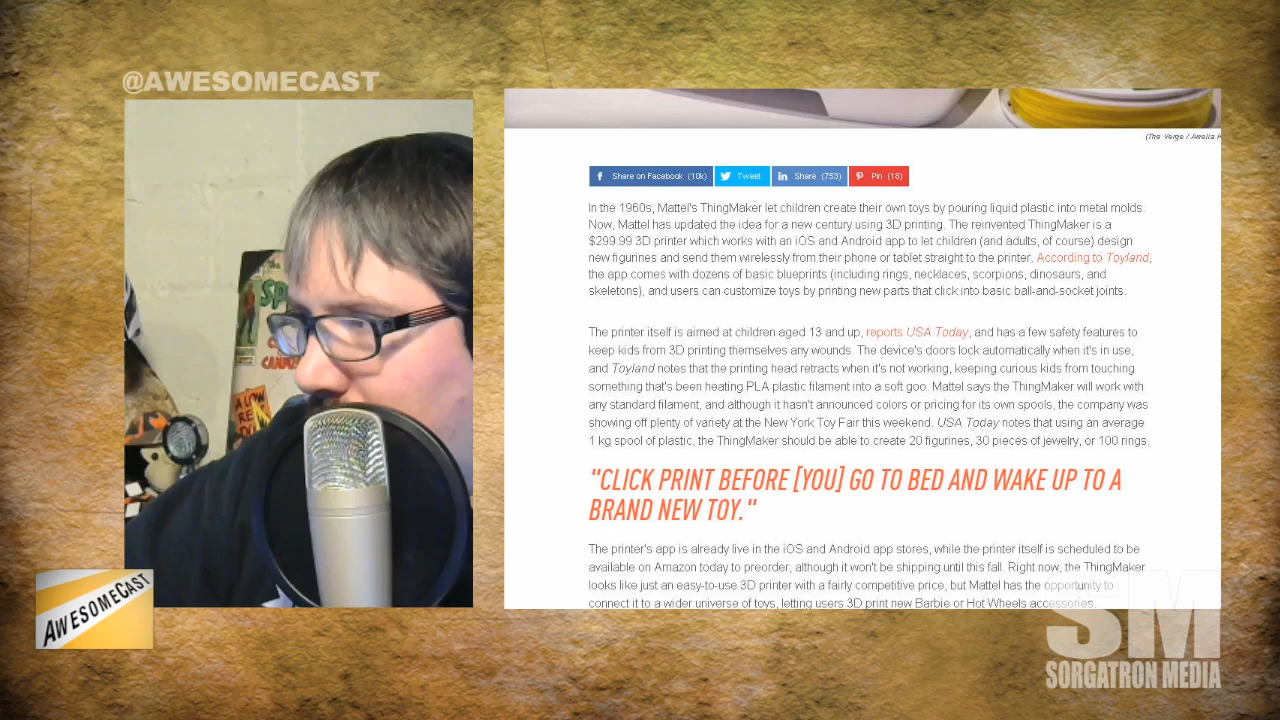 @AWESOMECAST
(The Verge / Amelia
Share on Facebook (10k) Tweet Share (753) Pin (18)
In the 1960s, Mattel's ThingMaker let children create their own toys by pouring liquid plastic into metal molds.
Now, Mattel has updated the idea for a new century using 3D printing. The reinvented ThingMaker is a
$299.99 3D printer which works with an iOS and Android app to let children (and adults, of course) design
new figurines and send them wirelessly from their phone or tablet straight to the printer. According to Toyland,
the app comes with dozens of basic blueprints (including rings, necklaces, scorpions, dinosaurs, and
skeletons), and users can customize toys by printing new parts that click into basic ball-and-socket joints.
The printer itself is aimed at children aged 13 and up, reports USA Today, and has a few safety features to
keep kids from 3D printing themselves any wounds. The device's doors lock automatically when it's in use,
and Toyland notes that the printing head retracts when it's not working, keeping curious kids from touching
something that's been heating PLA plastic filament into a soft goo. Mattel says the ThingMaker will work with
any standard filament, and although it hasn't announced colors or pricing for its own spools, the company was
showing off plenty of variety at the New York Toy Fair this weekend. USA Today notes that using an average
1 kg spool of plastic, the ThingMaker should be able to create 20 figurines, 30 pieces of jewelry, or 100 rings.
"CLICK PRINT BEFORE [YOU] GO TO BED AND WAKE UP TO A
BRAND NEW TOY."
The printer's app is already live in the iOS and Android app stores, while the printer itself is scheduled to be
available on Amazon today to preorder, although it won't be shipping until this fall. Right now, the ThingMaker
looks like just an easy-to-use 3D printer with a fairly competitive price, but Mattel has the opportunity to
connect it to a wider universe of toys, letting users 3D print new Barbie or Hot Wheels accessories.
AWESOMECAST
SM
SORGATRON MEDIA